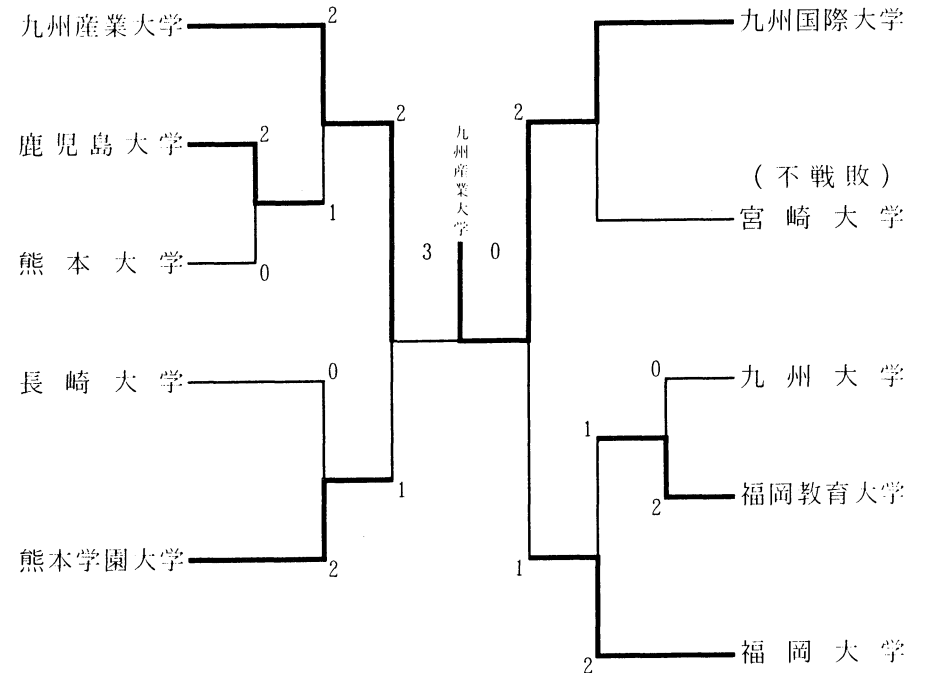 九州産業大学
2
鹿児島大学
2
1
熊本大学
0
2
長崎大学
0
1
熊本学園大学
2
九州産業大学
3 0
九州国際大学
2
(不戦敗)
宮崎大学
九州大学
0
1
福岡教育大学
2
1
福岡大学
2